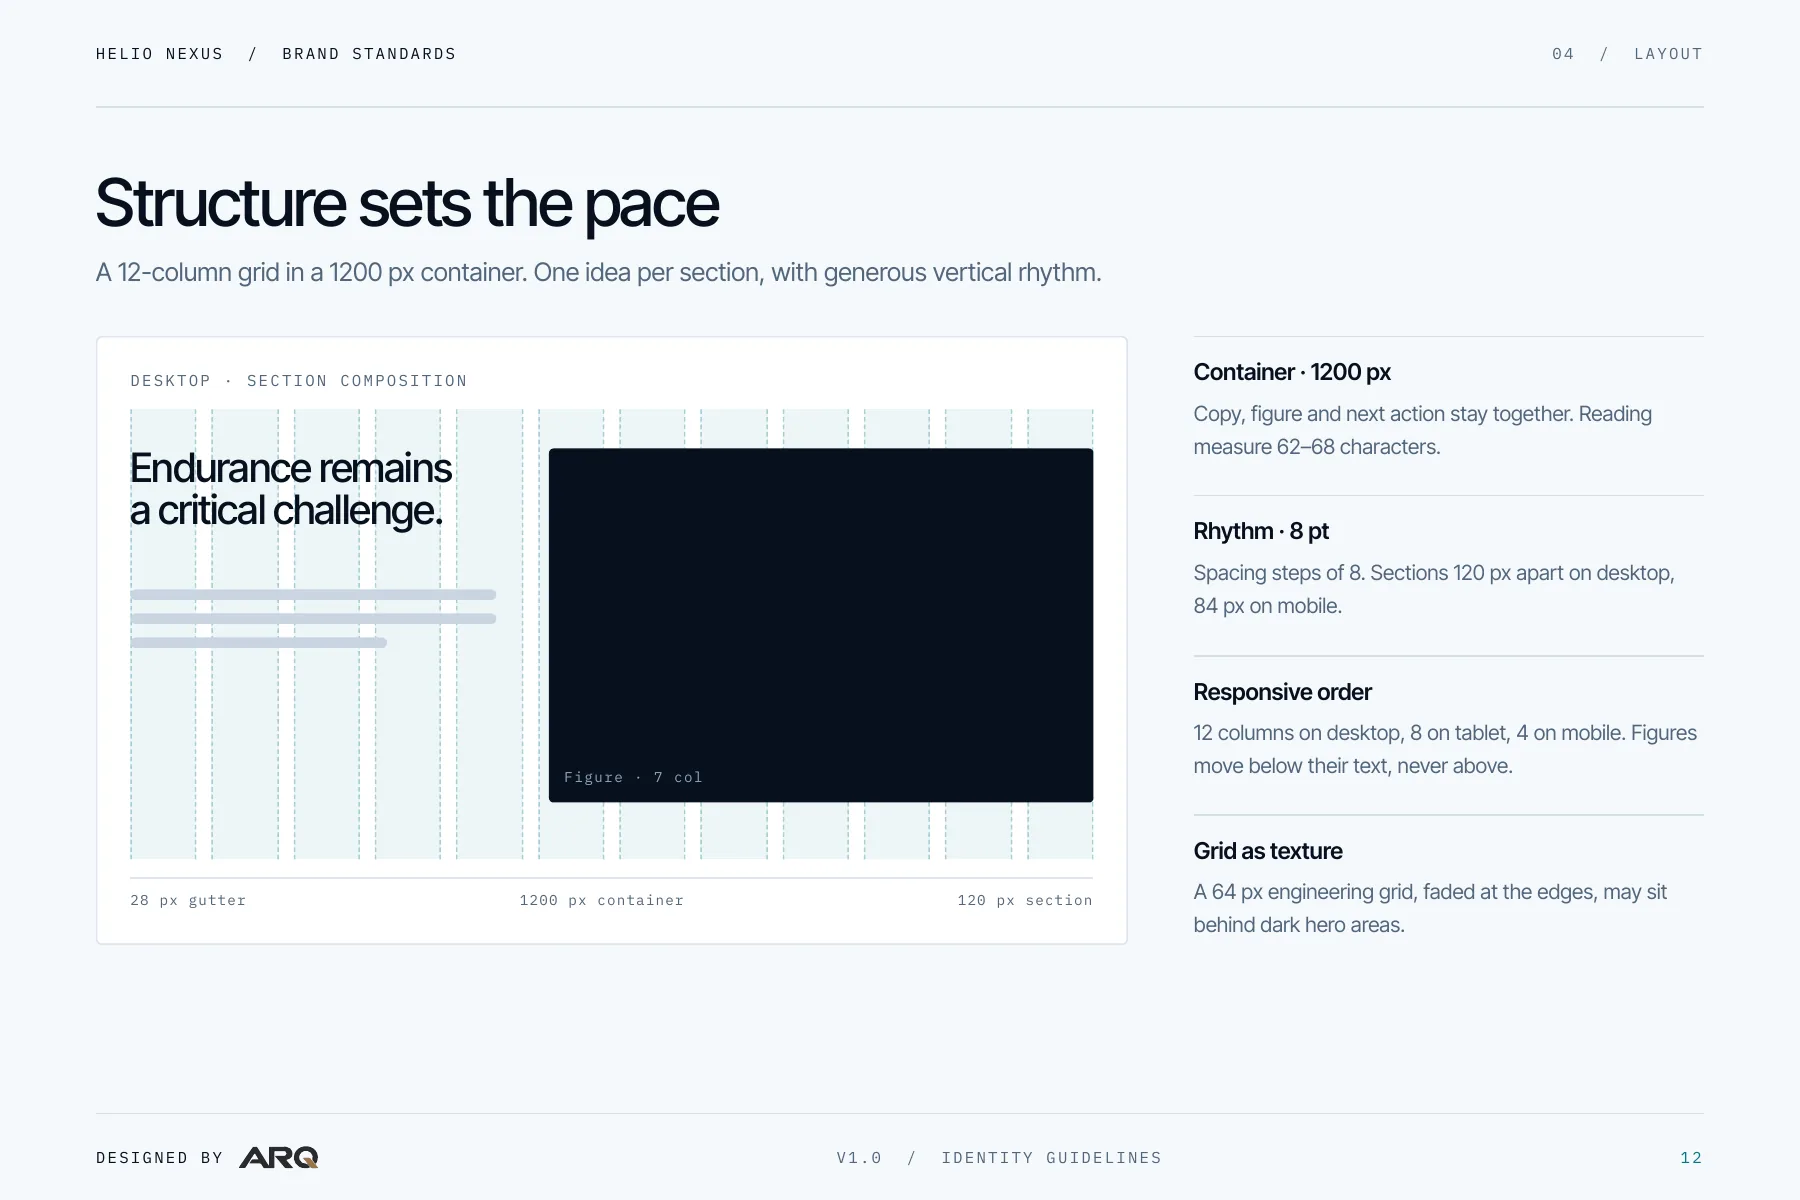 HELIO NEXUS / BRAND STANDARDS
04 / LAYOUT
Structure sets the pace
A 12-column grid in a 1200 px container. One idea per section, with generous vertical rhythm.
DESKTOP · SECTION COMPOSITION
Endurance remains
a critical challenge.
Figure · 7 col
28 px gutter
1200 px container
120 px section
Container · 1200 px
Copy, figure and next action stay together. Reading
measure 62–68 characters.
Rhythm · 8 pt
Spacing steps of 8. Sections 120 px apart on desktop,
84 px on mobile.
Responsive order
12 columns on desktop, 8 on tablet, 4 on mobile. Figures
move below their text, never above.
Grid as texture
A 64 px engineering grid, faded at the edges, may sit
behind dark hero areas.
DESIGNED BY ARQ
V1.0 / IDENTITY GUIDELINES
12